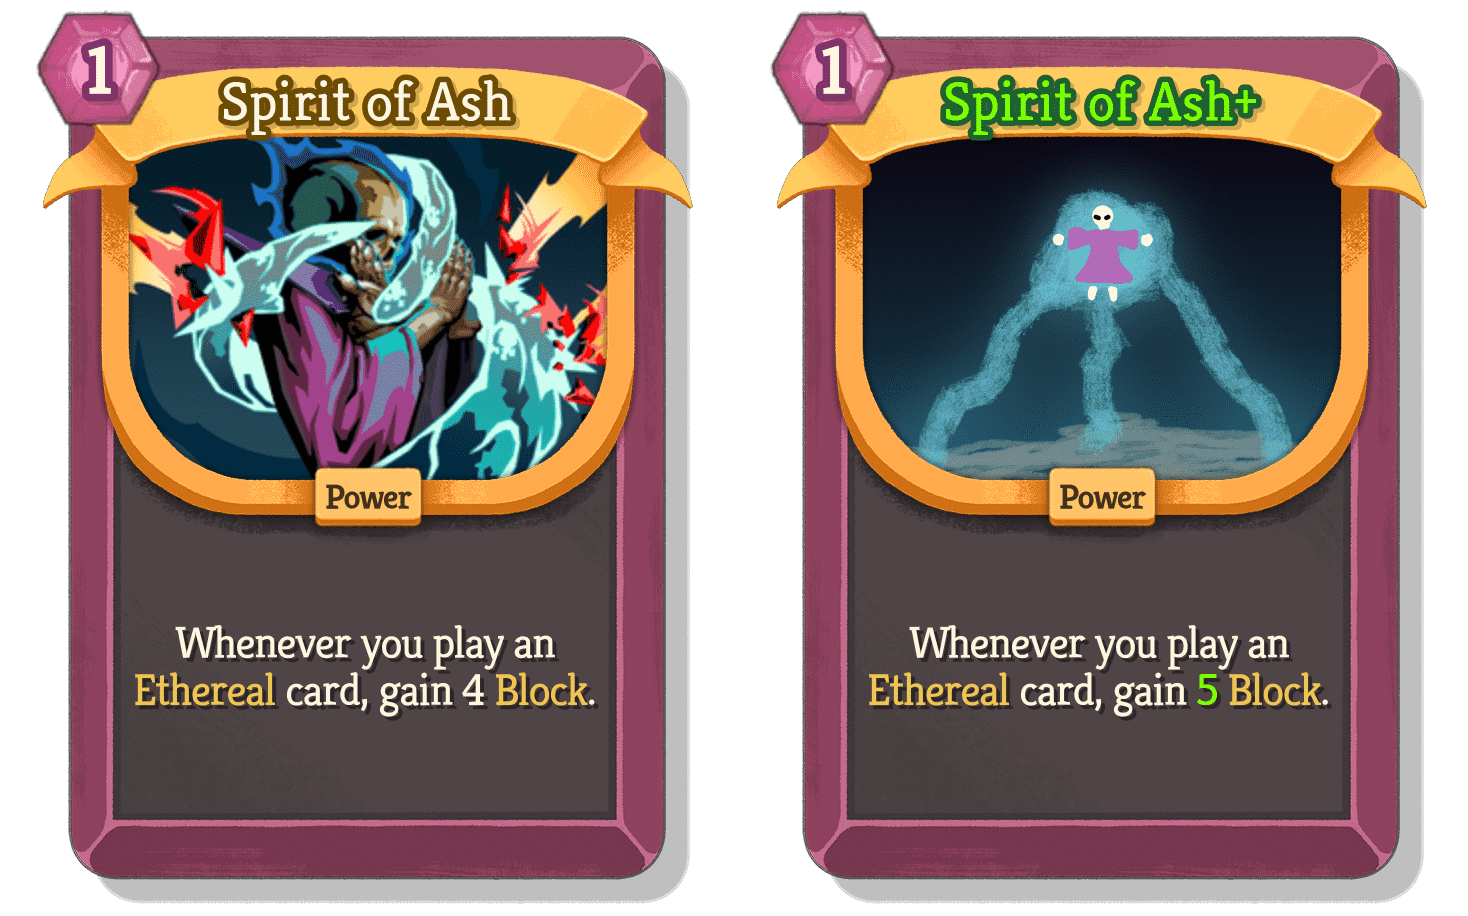 1
Spirit of Ash
Power
Whenever you play an
Ethereal card, gain 4 Block.
1
Spirit of Ash+
Power
Whenever you play an
Ethereal card, gain 5 Block.